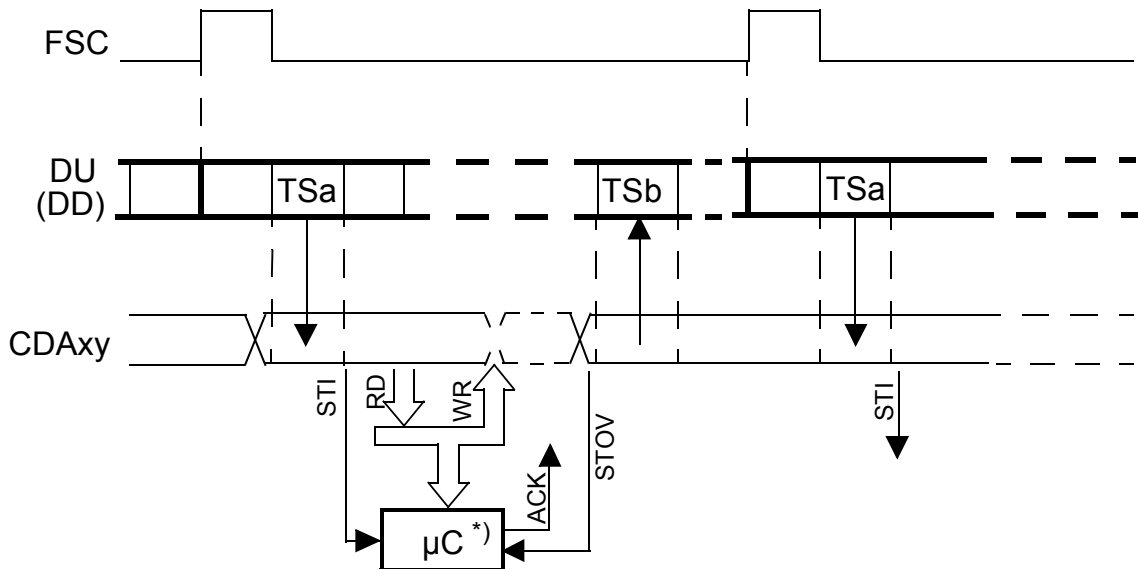 FSC
DU
(DD)
TSa
TSb
TSa
CDAxy
STI
RD
WR
ACK
STOV
STI
µC *)